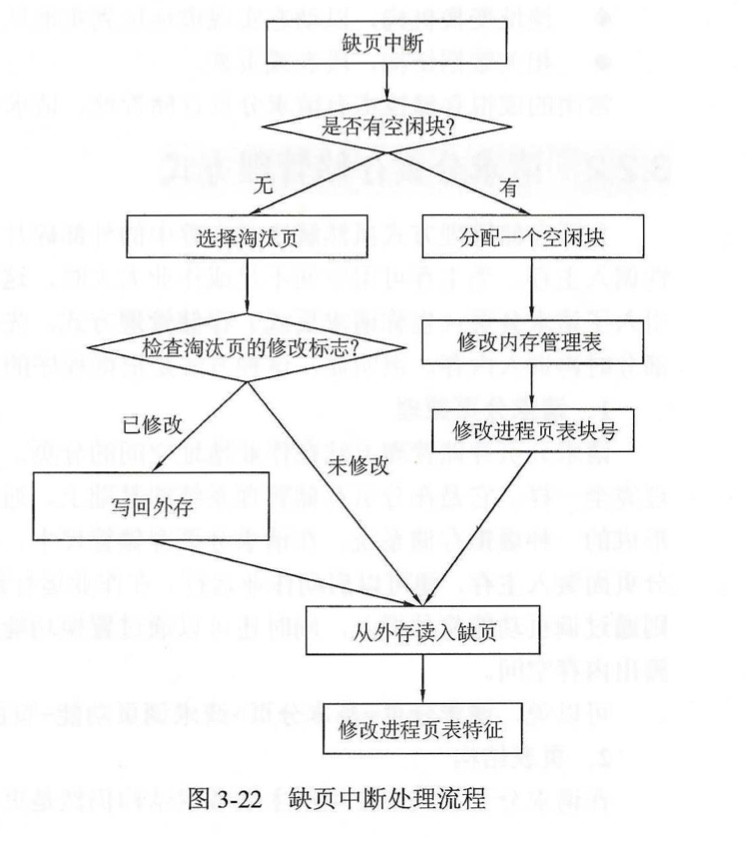 缺页中断
是否有空闲块?
无
有
选择淘汰页
分配一个空闲块
检查淘汰页的修改标志?
修改内存管理表
已修改
未修改
修改进程页表块号
写回外存
从外存读入缺页
修改进程页表特征
图 3-22 缺页中断处理流程